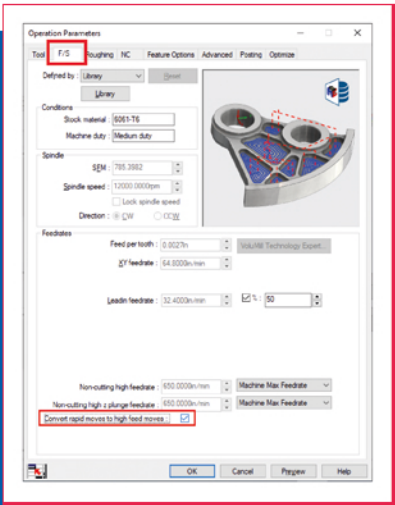 Operation Parameters
Tool F/S Roughing NC Feature Options Advanced Posting Optimize
Defined by : Library Reset
Library
Conditions
Stock material : 6061-T6
Machine duty : Medium duty
Spindle
SFM : 785.3982
Spindle speed : 12000.0000rpm
Lock spindle speed
Direction : CW CCW
Feedrates
Feed per tooth : 0.0027in VoluMill Technology Expert...
XY feedrate : 64.8000in/min
Leadin feedrate : 32.4000in/min % : 50
Non-cutting high feedrate : 650.0000in/min Machine Max Feedrate
Non-cutting high z plunge feedrate : 650.0000in/min Machine Max Feedrate
Convert rapid moves to high feed moves :
OK Cancel Preview Help